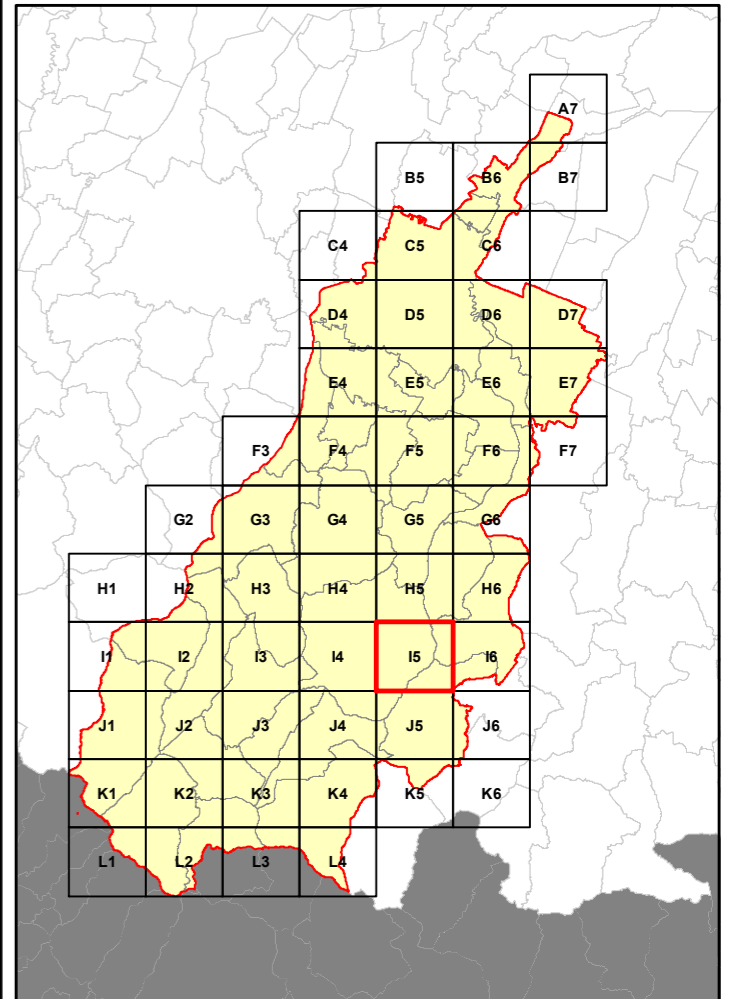 A7
B5 B6 B7
C4 C5 C6
D4 D5 D6 D7
E4 E5 E6 E7
F3 F4 F5 F6 F7
G2 G3 G4 G5 G6
H1 H2 H3 H4 H5 H6
I1 I2 I3 I4 I5 I6
J1 J2 J3 J4 J5 J6
K1 K2 K3 K4 K5 K6
L1 L2 L3 L4